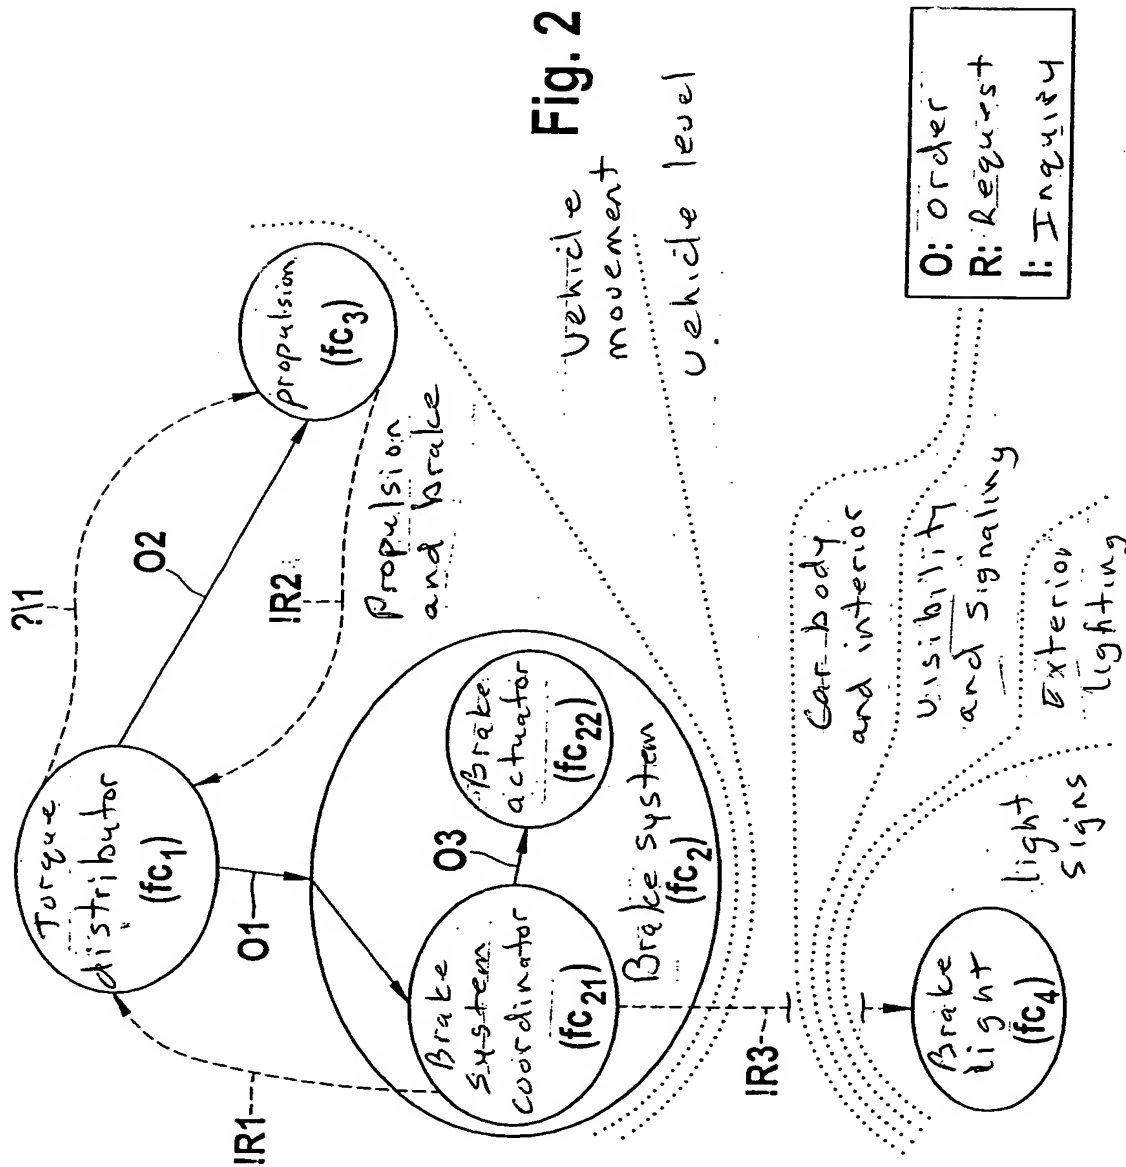 Fig. 2
?I1
O2
!R2
!R1
O1
O3
!R3
Torque
distributor
(fc1)
propulsion
(fc3)
Propulsion
and brake
Brake
actuator
(fc22)
Brake
system
coordinator
(fc21)
Brake system
(fc2)
Vehicle
movement
vehicle level
Car body
and interior
Visibility
and signaling
Exterior
lighting
light
signs
Brake
light
(fc4)
O: order
R: Request
I: Inquiry